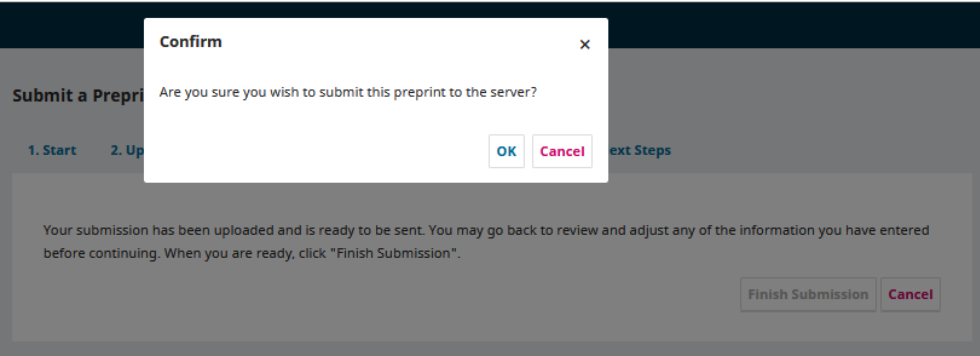 Confirm
×
Are you sure you wish to submit this preprint to the server?
OK Cancel
Submit a Prepri
1. Start 2. Up ext Steps
Your submission has been uploaded and is ready to be sent. You may go back to review and adjust any of the information you have entered
before continuing. When you are ready, click "Finish Submission".
Finish Submission Cancel